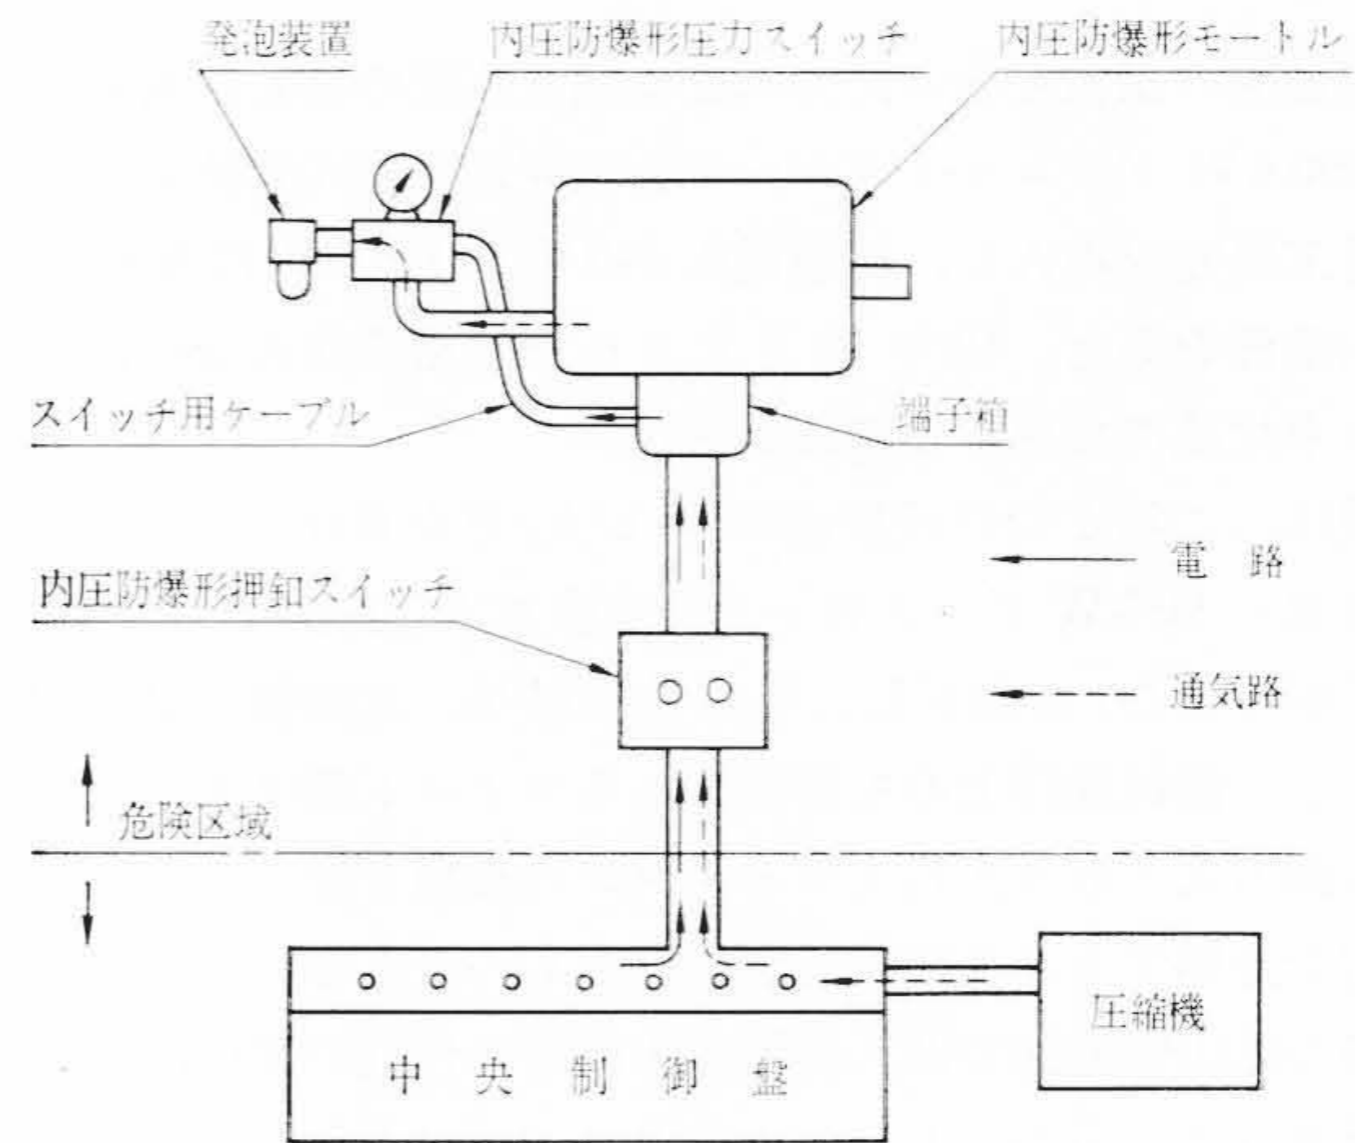 発泡装置
内圧防爆形圧力スイッチ
内圧防爆形モートル
スイッチ用ケーブル
端子箱
内圧防爆形押釦スイッチ
電路
通気路
危険区域
圧縮機
中央制御盤